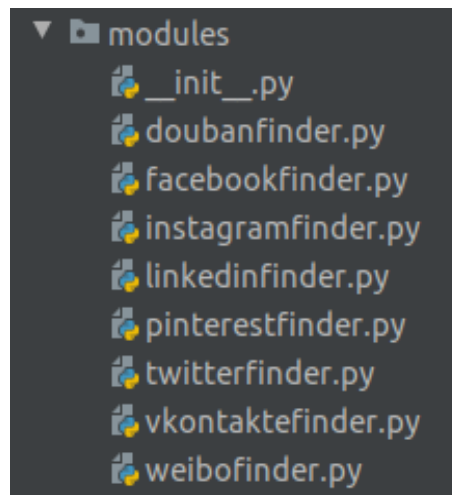 modules
__init__.py
doubanfinder.py
facebookfinder.py
instagramfinder.py
linkedinfinder.py
pinterestfinder.py
twitterfinder.py
vkontaktefinder.py
weibofinder.py